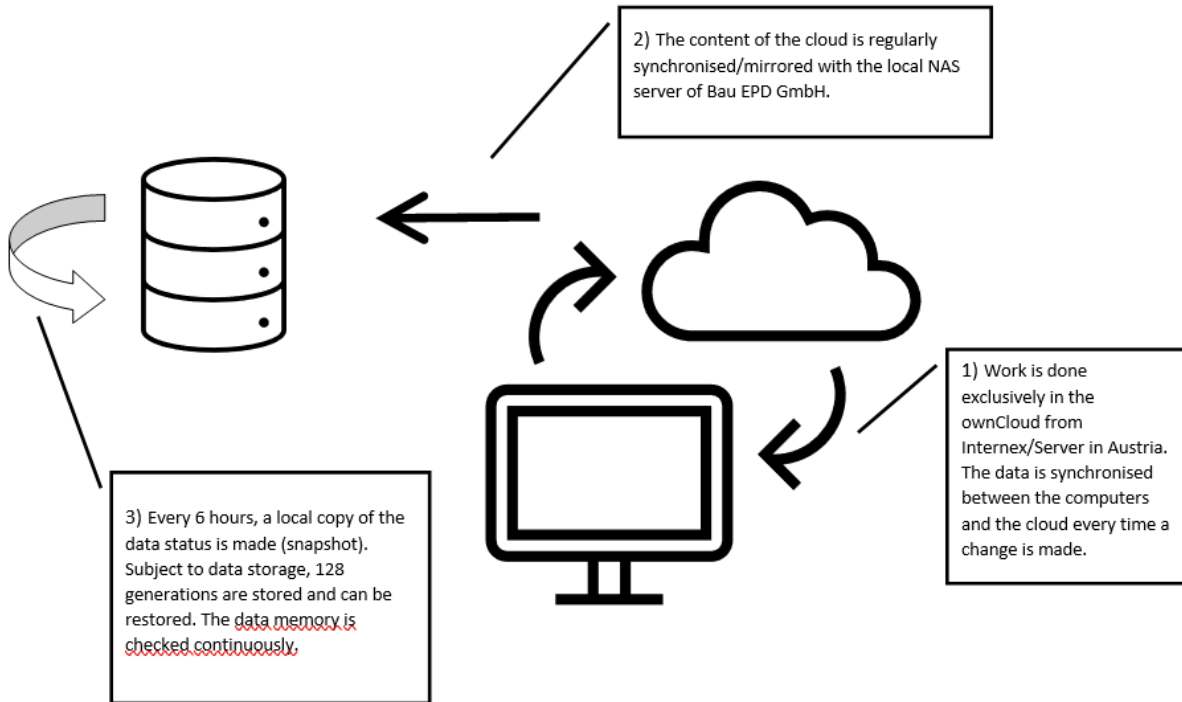 2) The content of the cloud is regularly
synchronised/mirrored with the local NAS
server of Bau EPD GmbH.
1) Work is done
exclusively in the
ownCloud from
Internex/Server in Austria.
The data is synchronised
between the computers
and the cloud every time a
change is made.
3) Every 6 hours, a local copy of the
data status is made (snapshot).
Subject to data storage, 128
generations are stored and can be
restored. The data memory is
checked continuously.